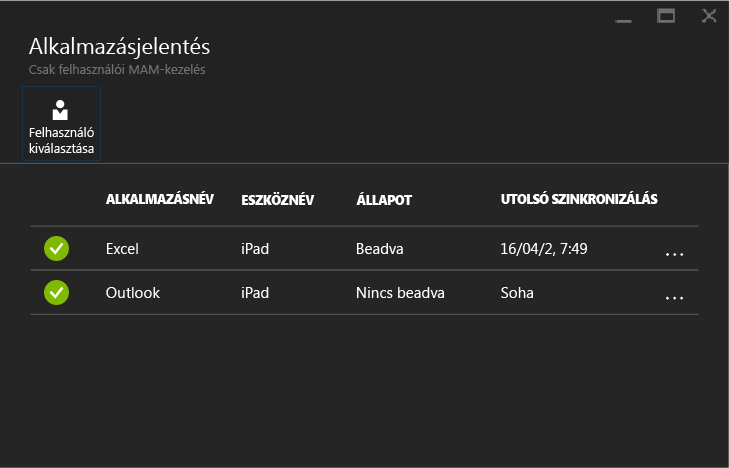 Alkalmazásjelentés
Csak felhasználói MAM-kezelés
Felhasználó
kiválasztása
ALKALMAZÁSNÉV ESZKÖZNÉV ÁLLAPOT UTOLSÓ SZINKRONIZÁLÁS
Excel iPad Beadva 16/04/2, 7:49 ...
Outlook iPad Nincs beadva Soha ...